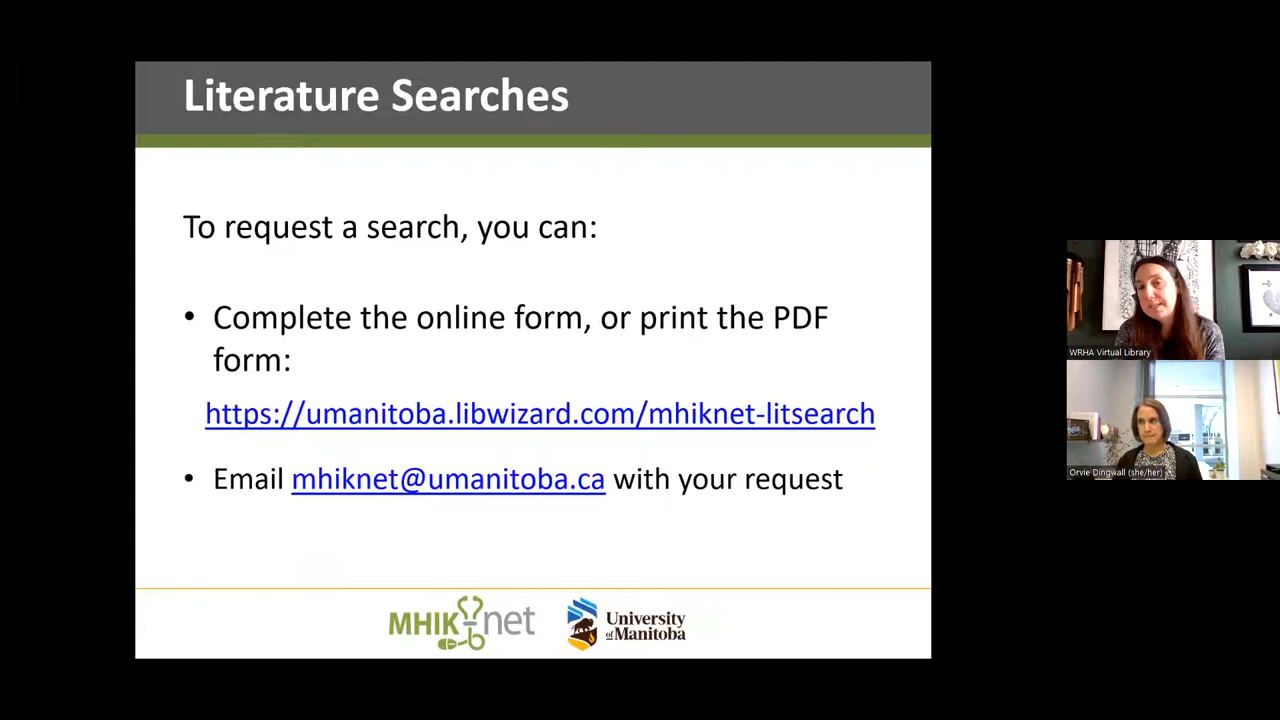 Literature Searches
To request a search, you can:
• Complete the online form, or print the PDF
form:
https://umanitoba.libwizard.com/mhiknet-litsearch
• Email mhiknet@umanitoba.ca with your request
MHIK-net
University
of Manitoba
WRHA Virtual Library
Orvie Dingwall (she/her)